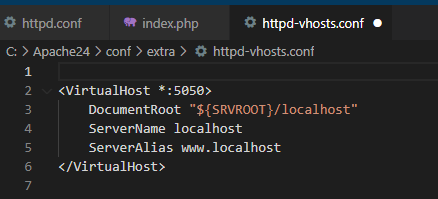 httpd.conf index.php httpd-vhosts.conf
C: > Apache24 > conf > extra > httpd-vhosts.conf
1
2 <VirtualHost *:5050>
3 DocumentRoot "${SRVROOT}/localhost"
4 ServerName localhost
5 ServerAlias www.localhost
6 </VirtualHost>
7